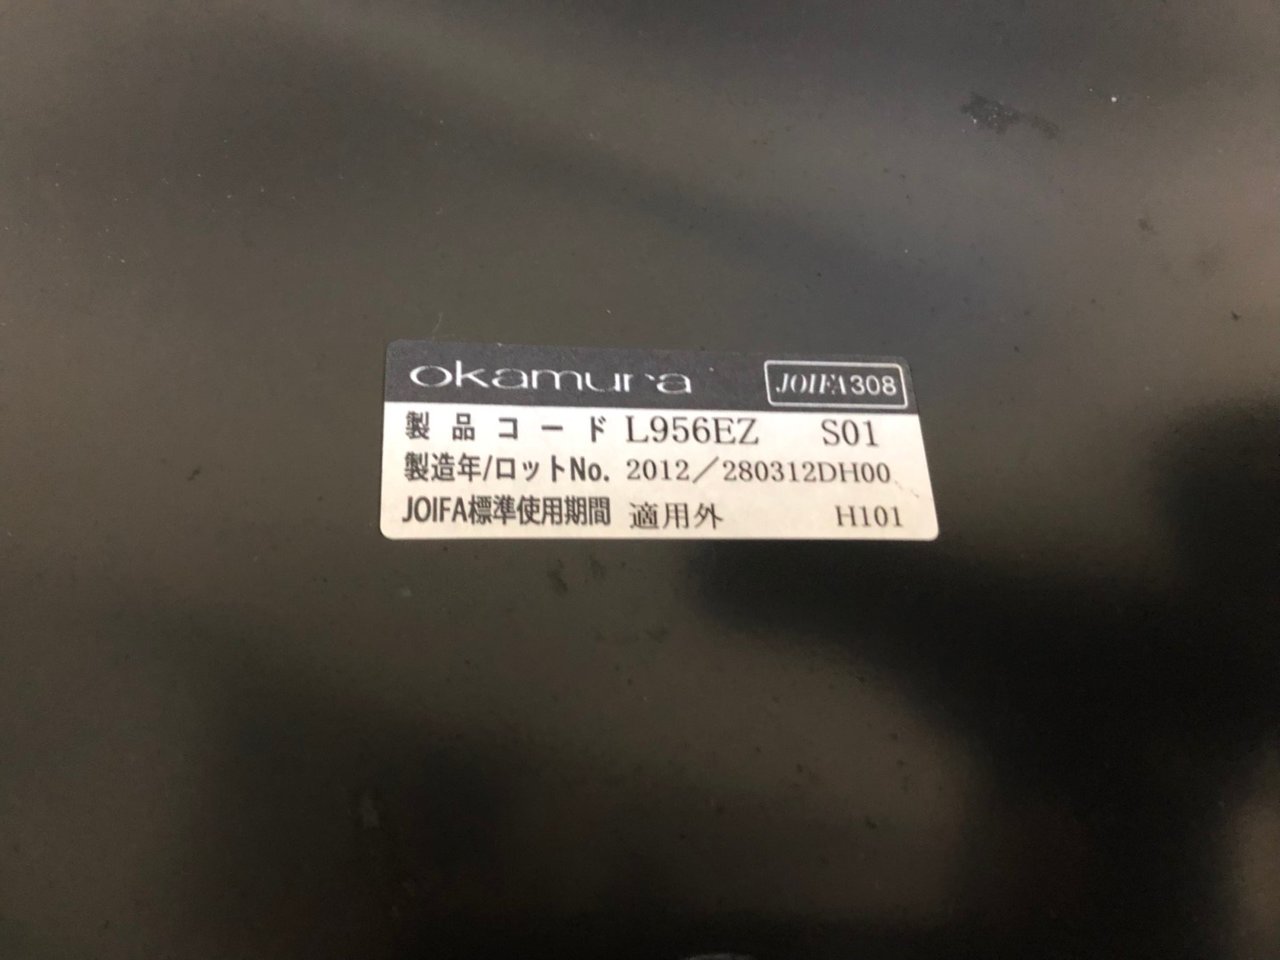 okamura JOIFA308
製品コード L956EZ S01
製造年/ロットNo. 2012/280312DH00
JOIFA標準使用期間 適用外 H101